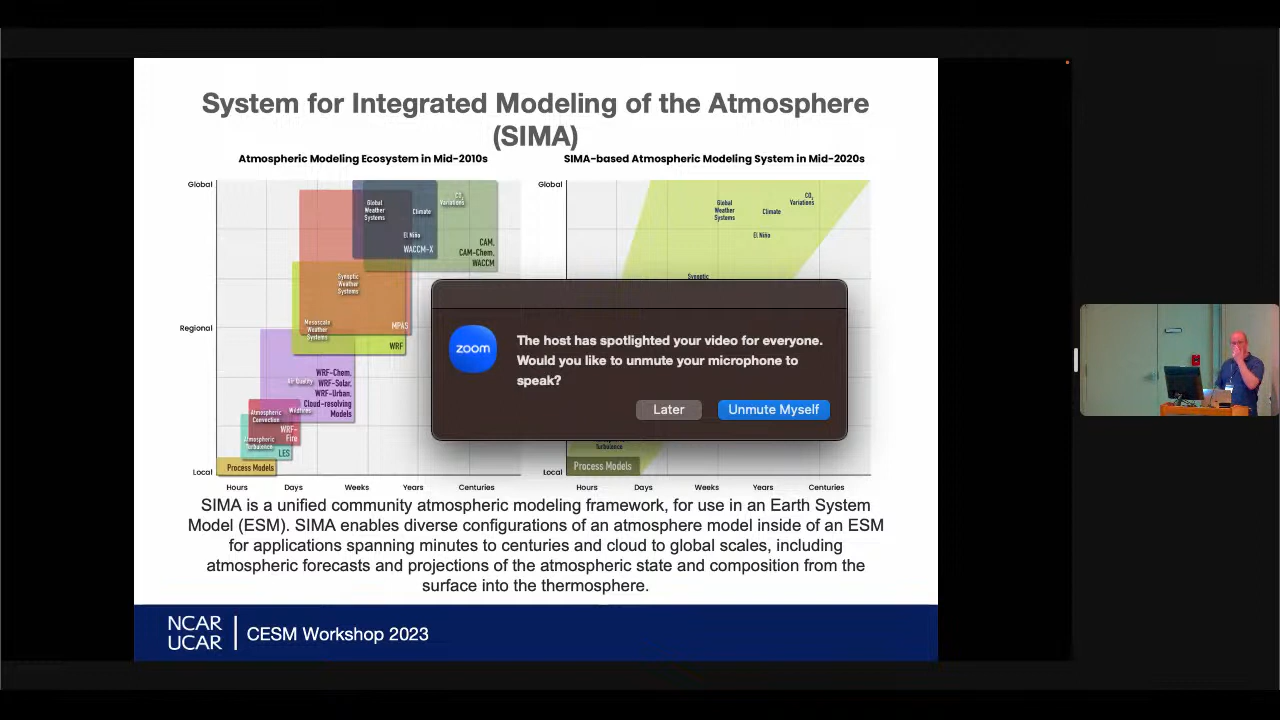 System for Integrated Modeling of the Atmosphere
(SIMA)
Atmospheric Modeling Ecosystem in Mid-2010s
Global
Regional
Local
Global
Weather
Systems
Climate
CO2
Variations
El Niño
WACCM-X
CAM,
CAM-Chem,
WACCM
Synoptic
Weather
Systems
Mesoscale
Weather
Systems
MPAS
WRF
Air Quality
WRF-Chem,
WRF-Solar,
WRF-Urban,
Cloud-resolving
Models
Atmospheric
Convection
Wildfires
WRF-
Fire
Atmospheric
Turbulence
LES
Process Models
Hours Days Weeks Years Centuries
SIMA-based Atmospheric Modeling System in Mid-2020s
Global
Local
Global
Weather
Systems
Climate
CO2
Variations
El Niño
Synoptic
Turbulence
Process Models
Hours Days Weeks Years Centuries
zoom
The host has spotlighted your video for everyone.
Would you like to unmute your microphone to
speak?
Later Unmute Myself
SIMA is a unified community atmospheric modeling framework, for use in an Earth System
Model (ESM). SIMA enables diverse configurations of an atmosphere model inside of an ESM
for applications spanning minutes to centuries and cloud to global scales, including
atmospheric forecasts and projections of the atmospheric state and composition from the
surface into the thermosphere.
NCAR
UCAR
CESM Workshop 2023